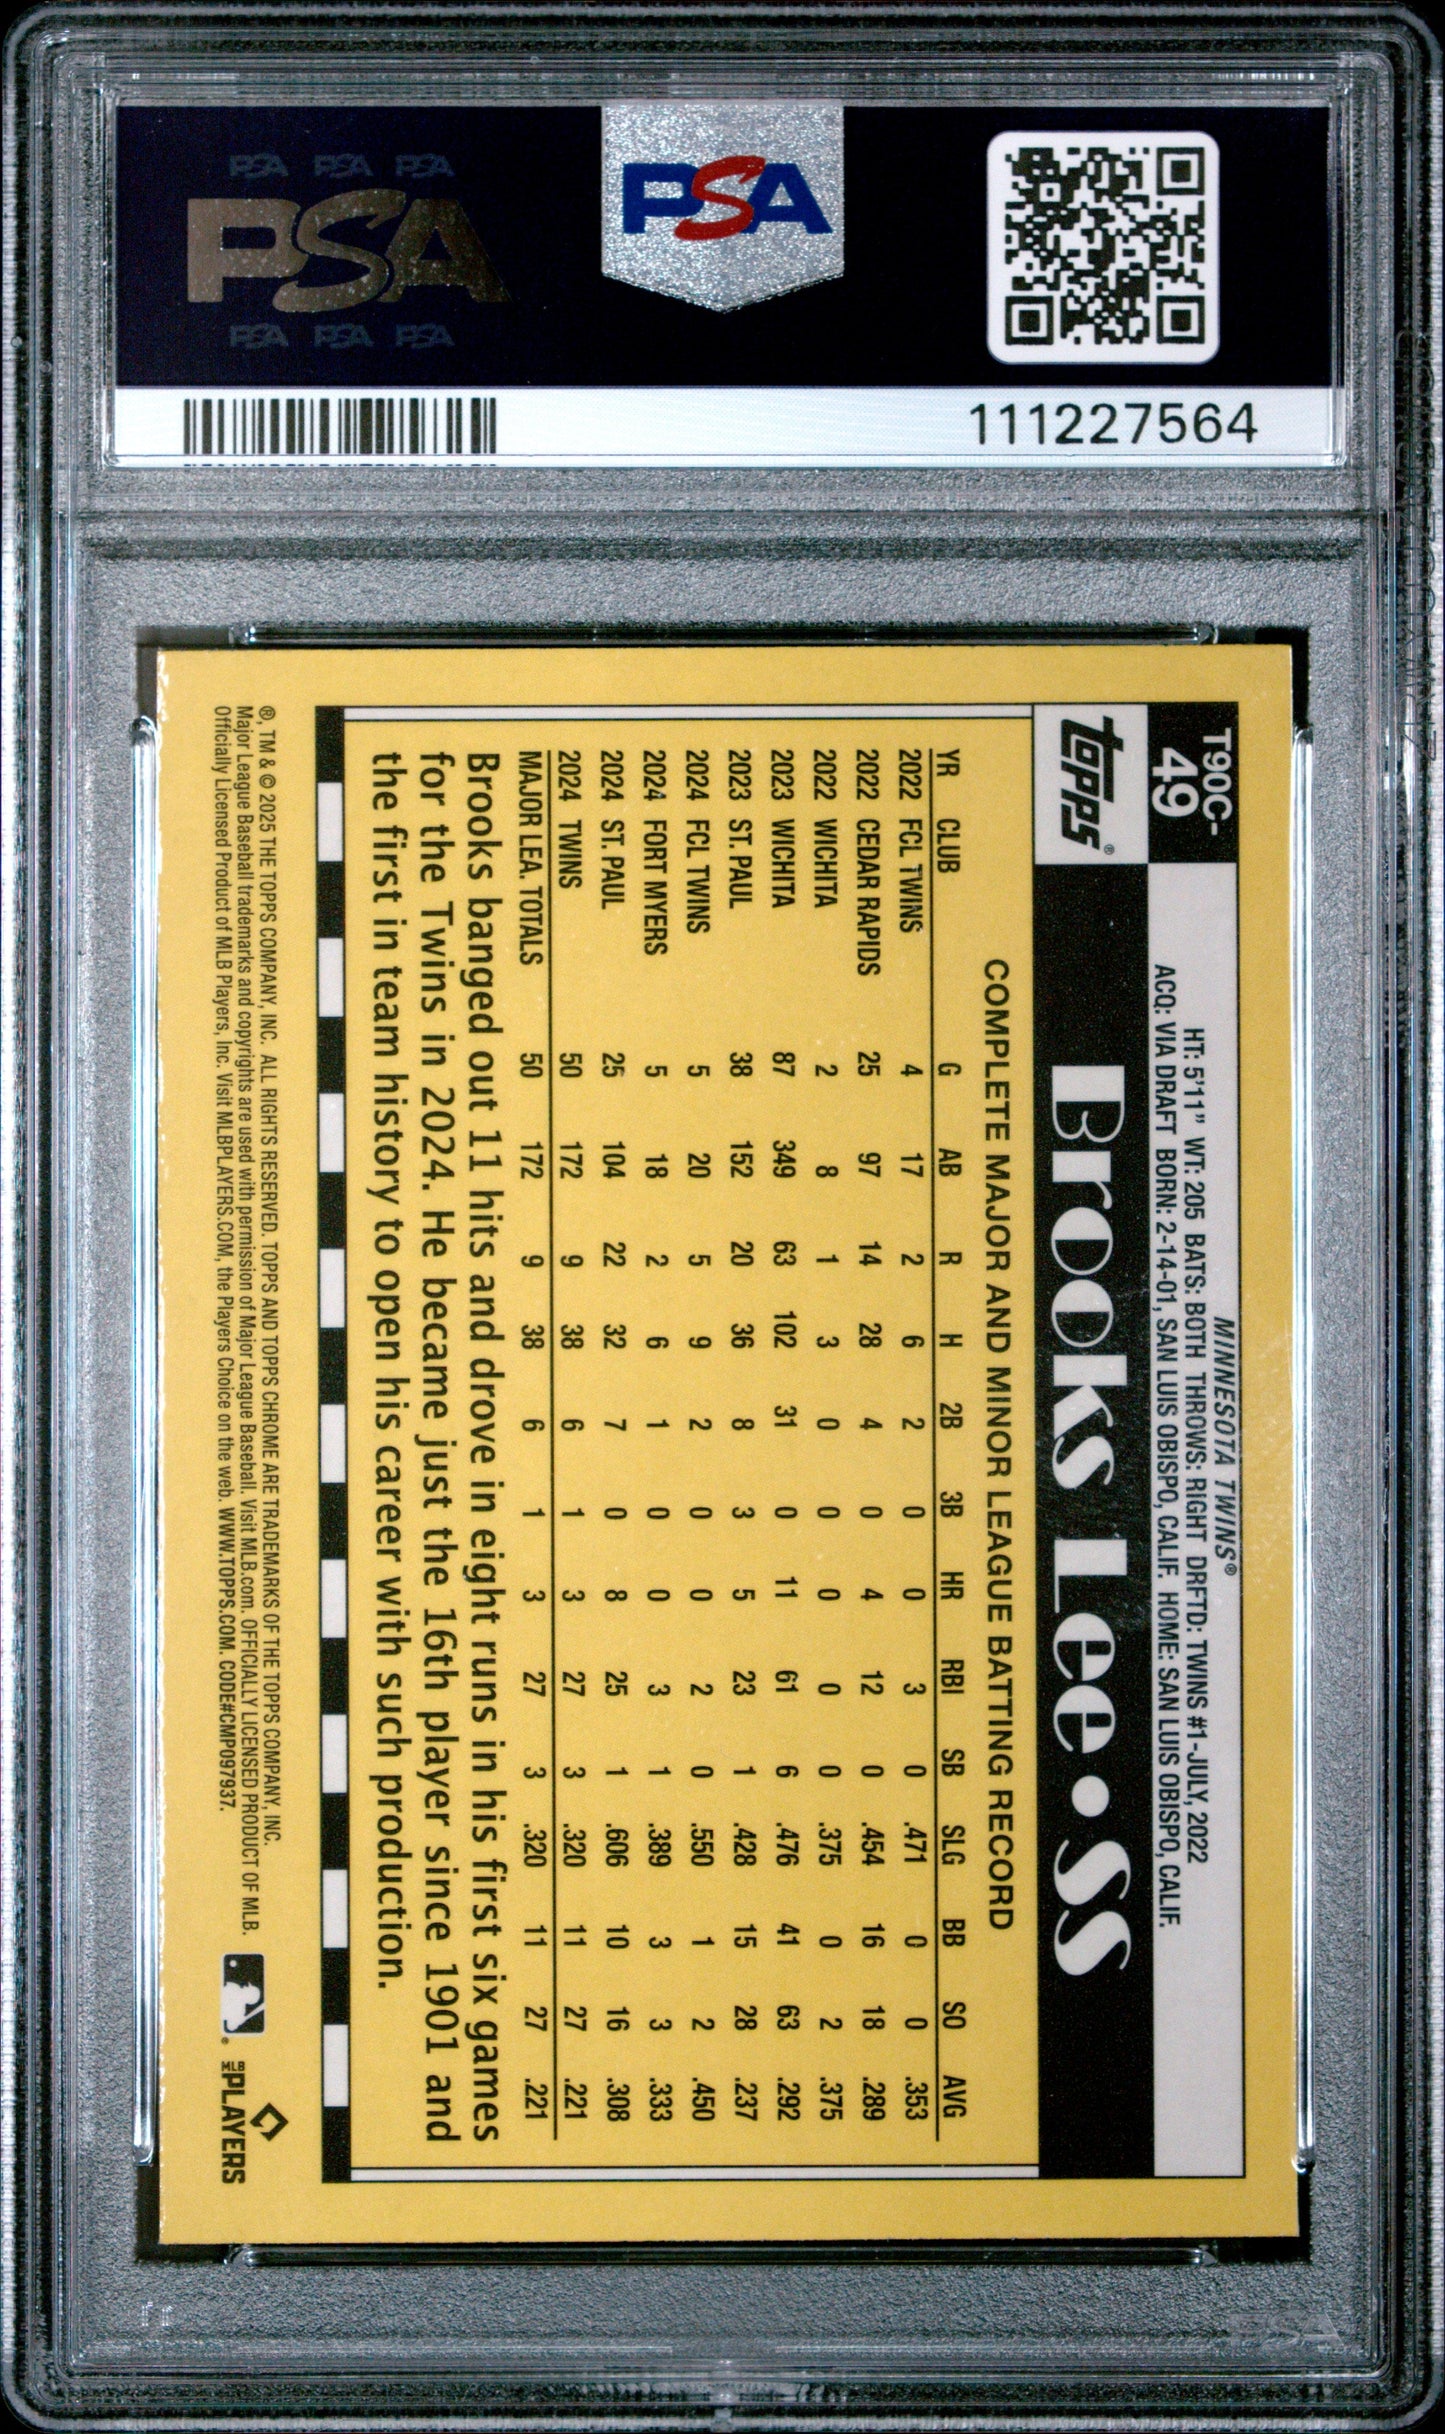 PSA PSA PSA
PSA
PSA PSA PSA
PSA
111227564
T90C-
49
topps®
MINNESOTA TWINS®
HT: 5'11" WT: 205 BATS: BOTH THROWS: RIGHT DRFTD: TWINS #1-JULY, 2022
ACQ: VIA DRAFT BORN: 2-14-01, SAN LUIS OBISPO, CALIF. HOME: SAN LUIS OBISPO, CALIF.
Brooks Lee • SS
COMPLETE MAJOR AND MINOR LEAGUE BATTING RECORD
YR CLUB G AB R H 2B 3B HR RBI SB SLG BB SO AVG
2022 FCL TWINS 4 17 2 6 2 0 0 3 0 .471 0 0 .353
2022 CEDAR RAPIDS 25 97 14 28 4 0 4 12 0 .454 16 18 .289
2022 WICHITA 2 8 1 3 0 0 0 0 0 .375 0 2 .375
2023 WICHITA 87 349 63 102 31 0 11 61 6 .476 41 63 .292
2023 ST. PAUL 38 152 20 36 8 3 5 23 1 .428 15 28 .237
2024 FCL TWINS 5 20 5 9 2 0 0 2 0 .550 1 2 .450
2024 FORT MYERS 5 18 2 6 1 0 0 3 1 .389 3 3 .333
2024 ST. PAUL 25 104 22 32 7 0 8 25 1 .606 10 16 .308
2024 TWINS 50 172 9 38 6 1 3 27 3 .320 11 27 .221
MAJOR LEA. TOTALS 50 172 9 38 6 1 3 27 3 .320 11 27 .221
Brooks banged out 11 hits and drove in eight runs in his first six games
for the Twins in 2024. He became just the 16th player since 1901 and
the first in team history to open his career with such production.
®, TM & © 2025 THE TOPPS COMPANY, INC. ALL RIGHTS RESERVED. TOPPS AND TOPPS CHROME ARE TRADEMARKS OF THE TOPPS COMPANY, INC.
Major League Baseball trademarks and copyrights are used with permission of Major League Baseball. Visit MLB.com. OFFICIALLY LICENSED PRODUCT OF MLB.
Officially Licensed Product of MLB Players, Inc. Visit MLBPLAYERS.COM, the Players Choice on the web. WWW.TOPPS.COM. CODE#CMP097937.
MLB
PLAYERS
PSA